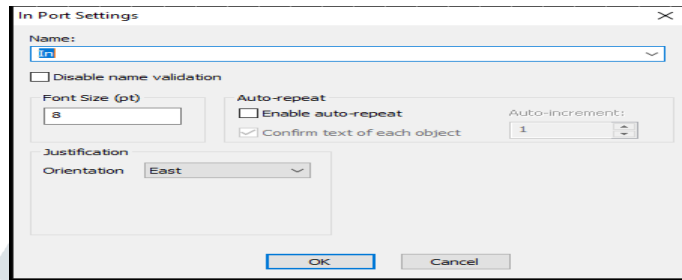 In Port Settings
Name:
In
Disable name validation
Font Size (pt)
8
Auto-repeat
Enable auto-repeat
Auto-increment:
Confirm text of each object
1
Justification
Orientation East
OK Cancel